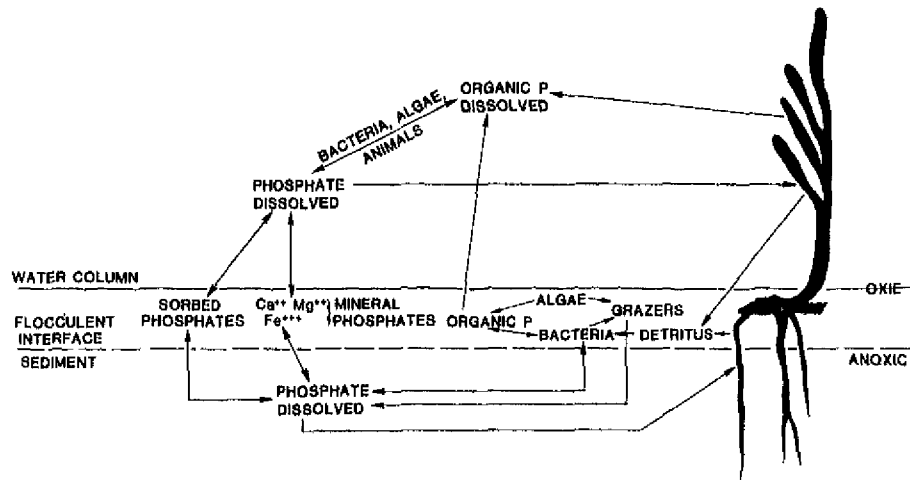 ORGANIC P
DISSOLVED
BACTERIA, ALGAE,
ANIMALS
PHOSPHATE
DISSOLVED
WATER COLUMN
OXIE
SORBED
PHOSPHATES
Ca++ Mg++
Fe+++
MINERAL
PHOSPHATES
ORGANIC P
ALGAE
GRAZERS
BACTERIA
DETRITUS
FLOCCULENT
INTERFACE
SEDIMENT
ANOXIC
PHOSPHATE
DISSOLVED